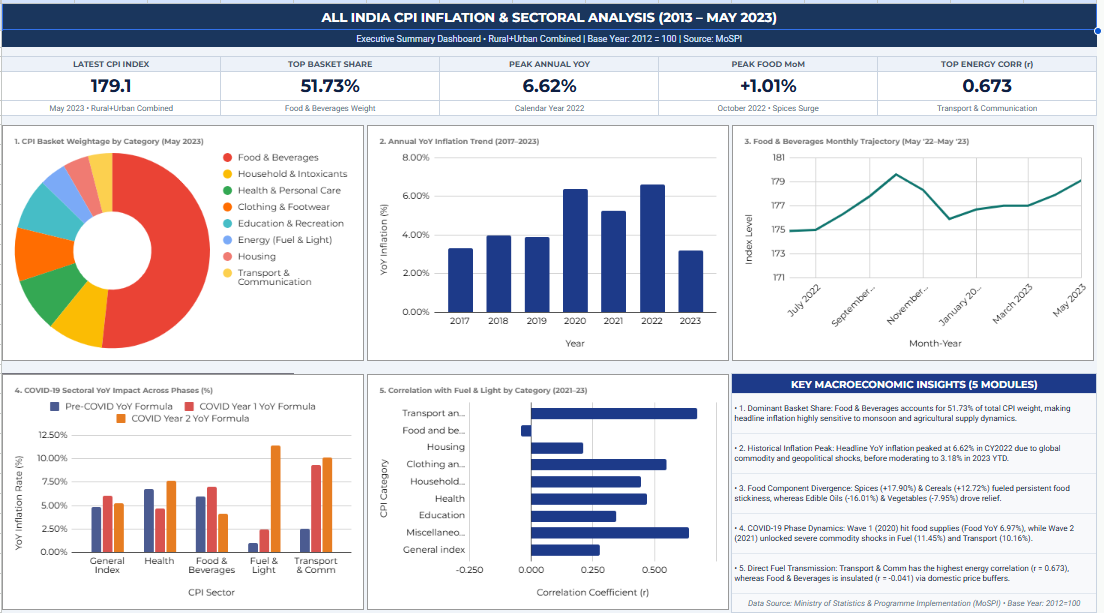 ALL INDIA CPI INFLATION & SECTORAL ANALYSIS (2013 – MAY 2023)
Executive Summary Dashboard • Rural+Urban Combined | Base Year: 2012 = 100 | Source: MoSPI
LATEST CPI INDEX
179.1
May 2023 • Rural+Urban Combined
TOP BASKET SHARE
51.73%
Food & Beverages Weight
PEAK ANNUAL YOY
6.62%
Calendar Year 2022
PEAK FOOD MoM
+1.01%
October 2022 • Spices Surge
TOP ENERGY CORR (r)
0.673
Transport & Communication
1. CPI Basket Weightage by Category (May 2023)
Food & Beverages
Household & Intoxicants
Health & Personal Care
Clothing & Footwear
Education & Recreation
Energy (Fuel & Light)
Housing
Transport &
Communication
2. Annual YoY Inflation Trend (2017–2023)
YoY Inflation (%)
8.00%
6.00%
4.00%
2.00%
0.00%
2017 2018 2019 2020 2021 2022 2023
Year
3. Food & Beverages Monthly Trajectory (May '22–May '23)
Index Level
181
179
177
175
173
171
July 2022
September...
November...
January 20...
March 2023
May 2023
Month-Year
4. COVID-19 Sectoral YoY Impact Across Phases (%)
Pre-COVID YoY Formula
COVID Year 1 YoY Formula
COVID Year 2 YoY Formula
YoY Inflation Rate (%)
12.50%
10.00%
7.50%
5.00%
2.50%
0.00%
General
Index
Health
Food &
Beverages
Fuel &
Light
Transport
& Comm
CPI Sector
5. Correlation with Fuel & Light by Category (2021–23)
CPI Category
Transport an...
Food and be...
Housing
Clothing an...
Household...
Health
Education
Miscellaneo...
General index
-0.250 0.000 0.250 0.500
Correlation Coefficient (r)
KEY MACROECONOMIC INSIGHTS (5 MODULES)
• 1. Dominant Basket Share: Food & Beverages accounts for 51.73% of total CPI weight, making
headline inflation highly sensitive to monsoon and agricultural supply dynamics.
• 2. Historical Inflation Peak: Headline YoY inflation peaked at 6.62% in CY2022 due to global
commodity and geopolitical shocks, before moderating to 3.18% in 2023 YTD.
• 3. Food Component Divergence: Spices (+17.90%) & Cereals (+12.72%) fueled persistent food
stickiness, whereas Edible Oils (-16.01%) & Vegetables (-7.95%) drove relief.
• 4. COVID-19 Phase Dynamics: Wave 1 (2020) hit food supplies (Food YoY 6.97%), while Wave 2
(2021) unlocked severe commodity shocks in Fuel (11.45%) and Transport (10.16%).
• 5. Direct Fuel Transmission: Transport & Comm has the highest energy correlation (r = 0.673),
whereas Food & Beverages is insulated (r = -0.041) via domestic price buffers.
Data Source: Ministry of Statistics & Programme Implementation (MoSPI) • Base Year: 2012=100